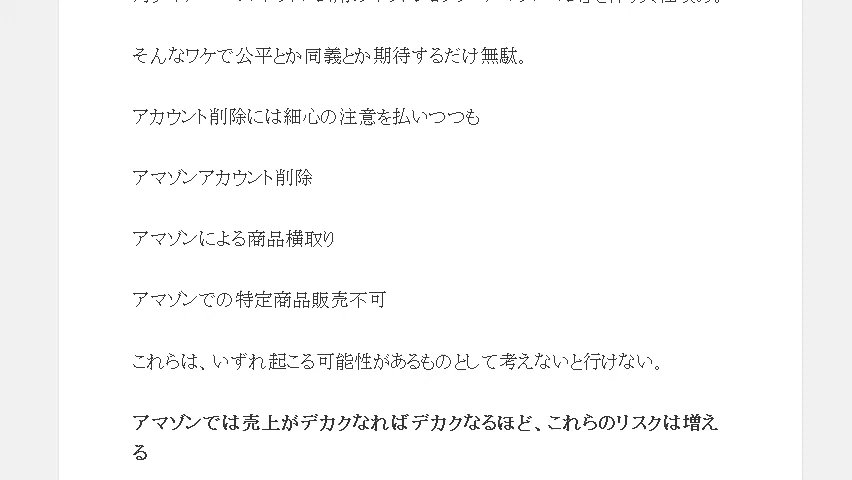 そんなワケで公平とか同義とか期待するだけ無駄。
アカウント削除には細心の注意を払いつつも
アマゾンアカウント削除
アマゾンによる商品横取り
アマゾンでの特定商品販売不可
これらは、いずれ起こる可能性があるものとして考えないと行けない。
アマゾンでは売上がデカくなればデカくなるほど、これらのリスクは増え
る